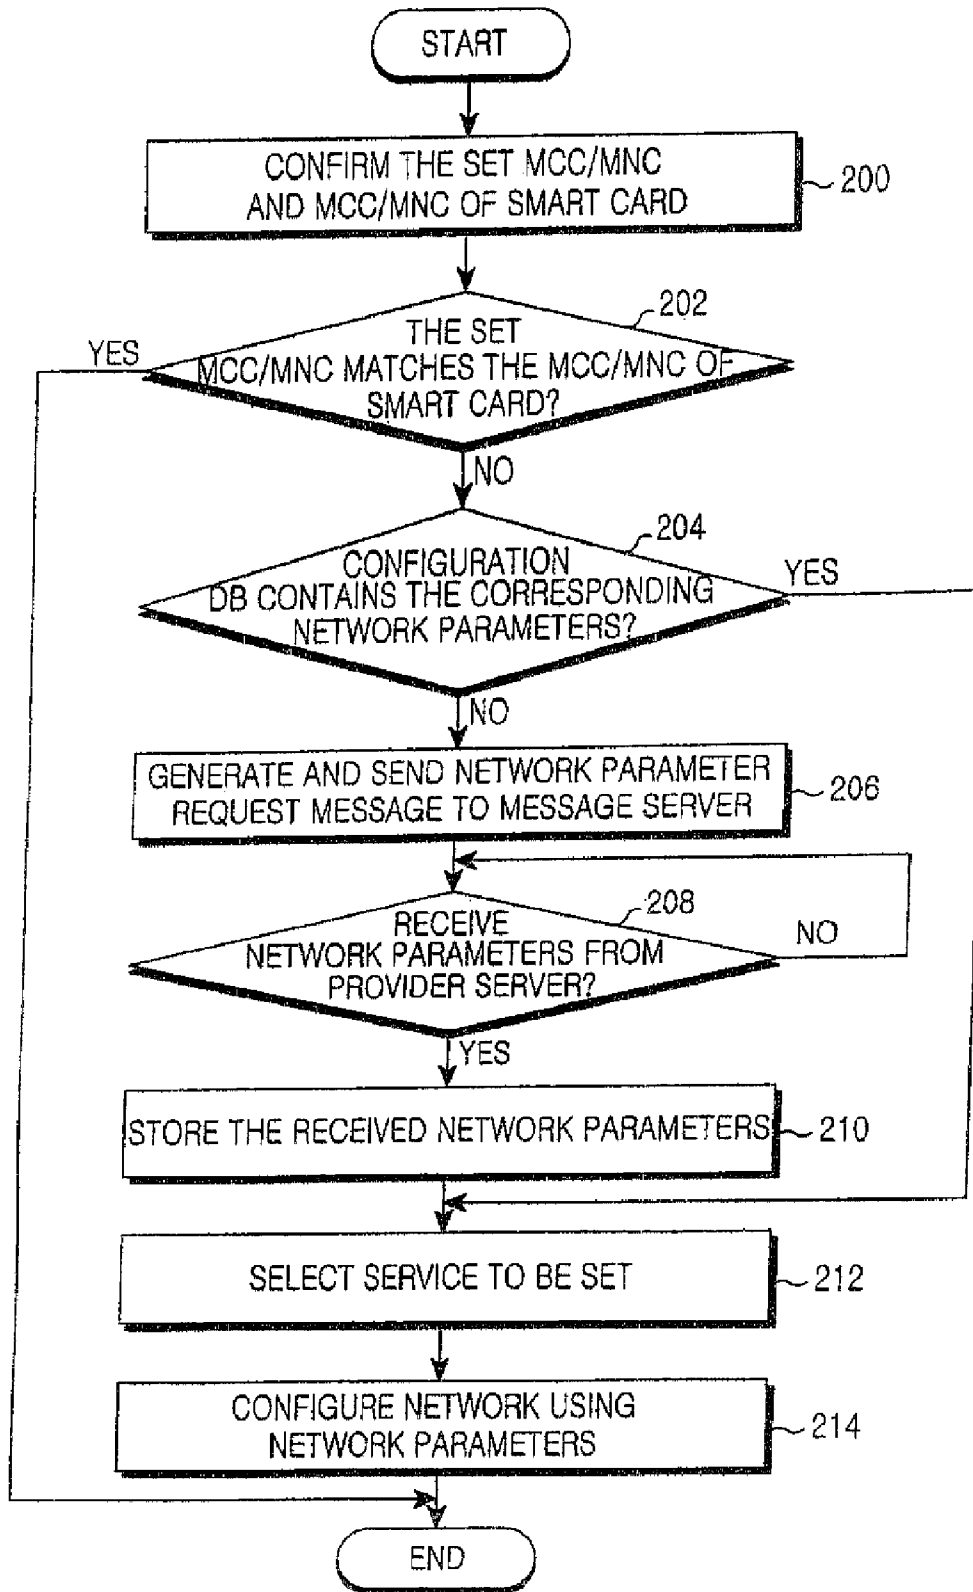 START
CONFIRM THE SET MCC/MNC
AND MCC/MNC OF SMART CARD
200
202
THE SET
MCC/MNC MATCHES THE MCC/MNC OF
SMART CARD?
YES
NO
204
CONFIGURATION
DB CONTAINS THE CORRESPONDING
NETWORK PARAMETERS?
YES
NO
GENERATE AND SEND NETWORK PARAMETER
REQUEST MESSAGE TO MESSAGE SERVER
206
208
RECEIVE
NETWORK PARAMETERS FROM
PROVIDER SERVER?
NO
YES
STORE THE RECEIVED NETWORK PARAMETERS
210
SELECT SERVICE TO BE SET
212
CONFIGURE NETWORK USING
NETWORK PARAMETERS
214
END